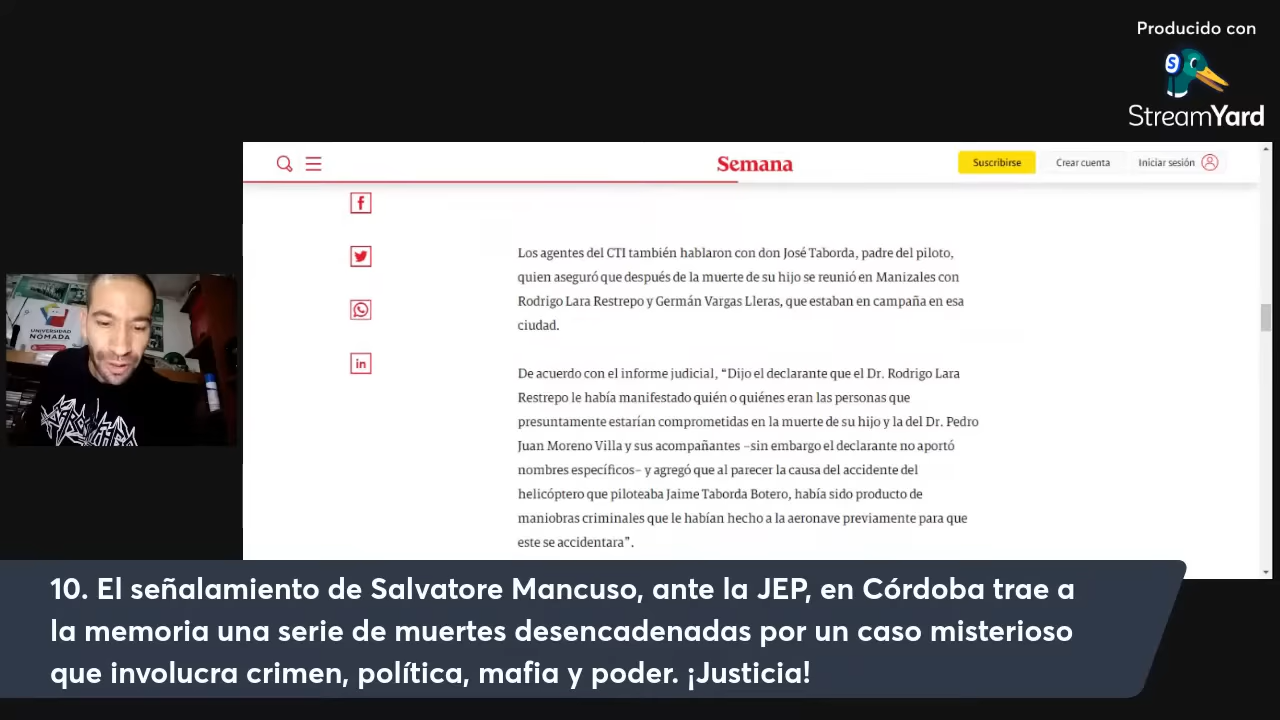 Producido con
S
StreamYard
Semana
Suscribirse
Crear cuenta
Iniciar sesión
f
in
Los agentes del CTI también hablaron con don José Taborda, padre del piloto,
quien aseguró que después de la muerte de su hijo se reunió en Manizales con
Rodrigo Lara Restrepo y Germán Vargas Lleras, que estaban en campaña en esa
ciudad.
De acuerdo con el informe judicial, “Dijo el declarante que el Dr. Rodrigo Lara
Restrepo le había manifestado quién o quiénes eran las personas que
presuntamente estarían comprometidas en la muerte de su hijo y la del Dr. Pedro
Juan Moreno Villa y sus acompañantes –sin embargo el declarante no aportó
nombres específicos– y agregó que al parecer la causa del accidente del
helicóptero que piloteaba Jaime Taborda Botero, había sido producto de
maniobras criminales que le habían hecho a la aeronave previamente para que
este se accidentara”.
UNIVERSIDAD
NÓMADA
10. El señalamiento de Salvatore Mancuso, ante la JEP, en Córdoba trae a
la memoria una serie de muertes desencadenadas por un caso misterioso
que involucra crimen, política, mafia y poder. ¡Justicia!